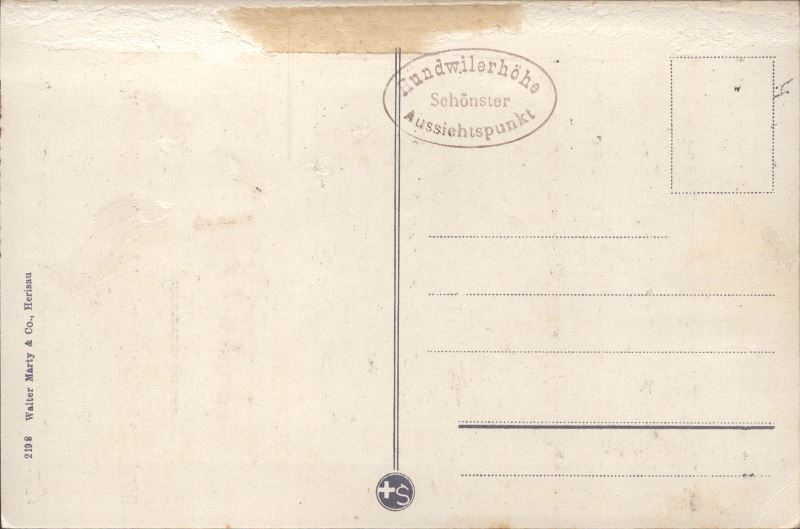 Hundwilerhöhe
Schönster
Aussichtspunkt
2198 Walter Marty & Co., Herisau
S